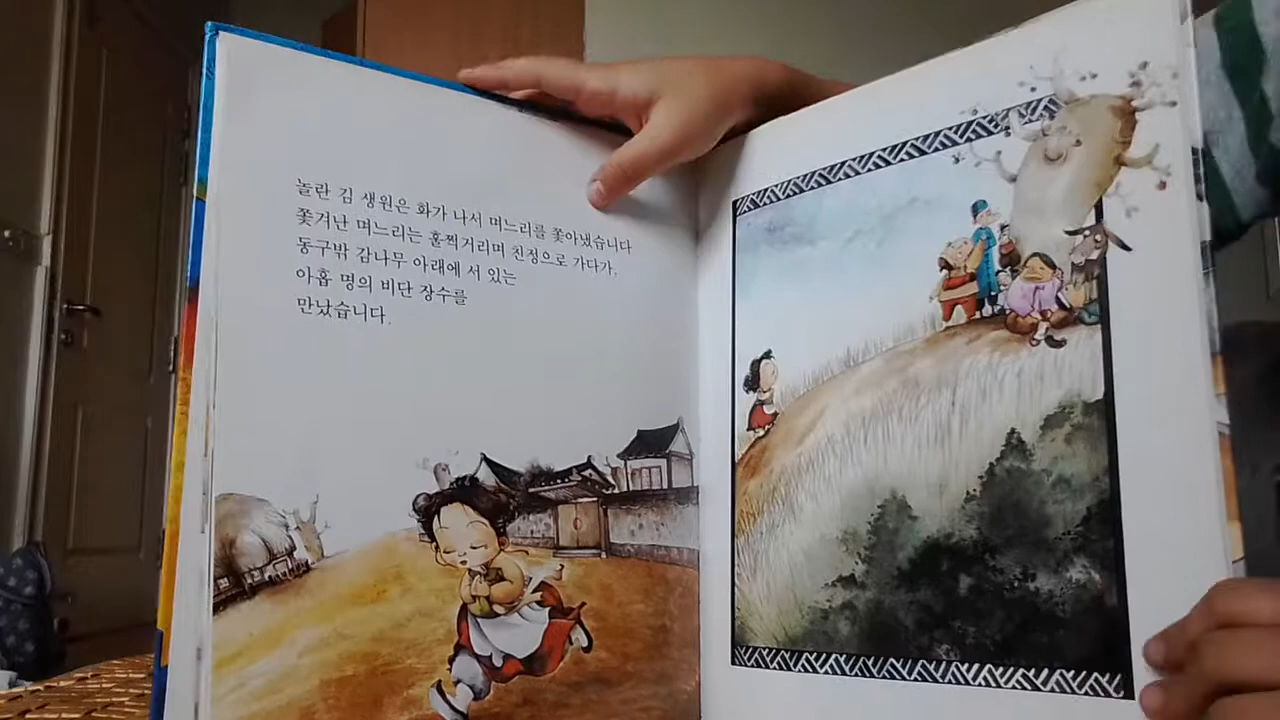 놀란 김 생원은 화가 나서 며느리를 쫓아냈습니다
쫓겨난 며느리는 훌쩍거리며 친정으로 가다가,
동구밖 감나무 아래에 서 있는
아홉 명의 비단 장수를
만났습니다.